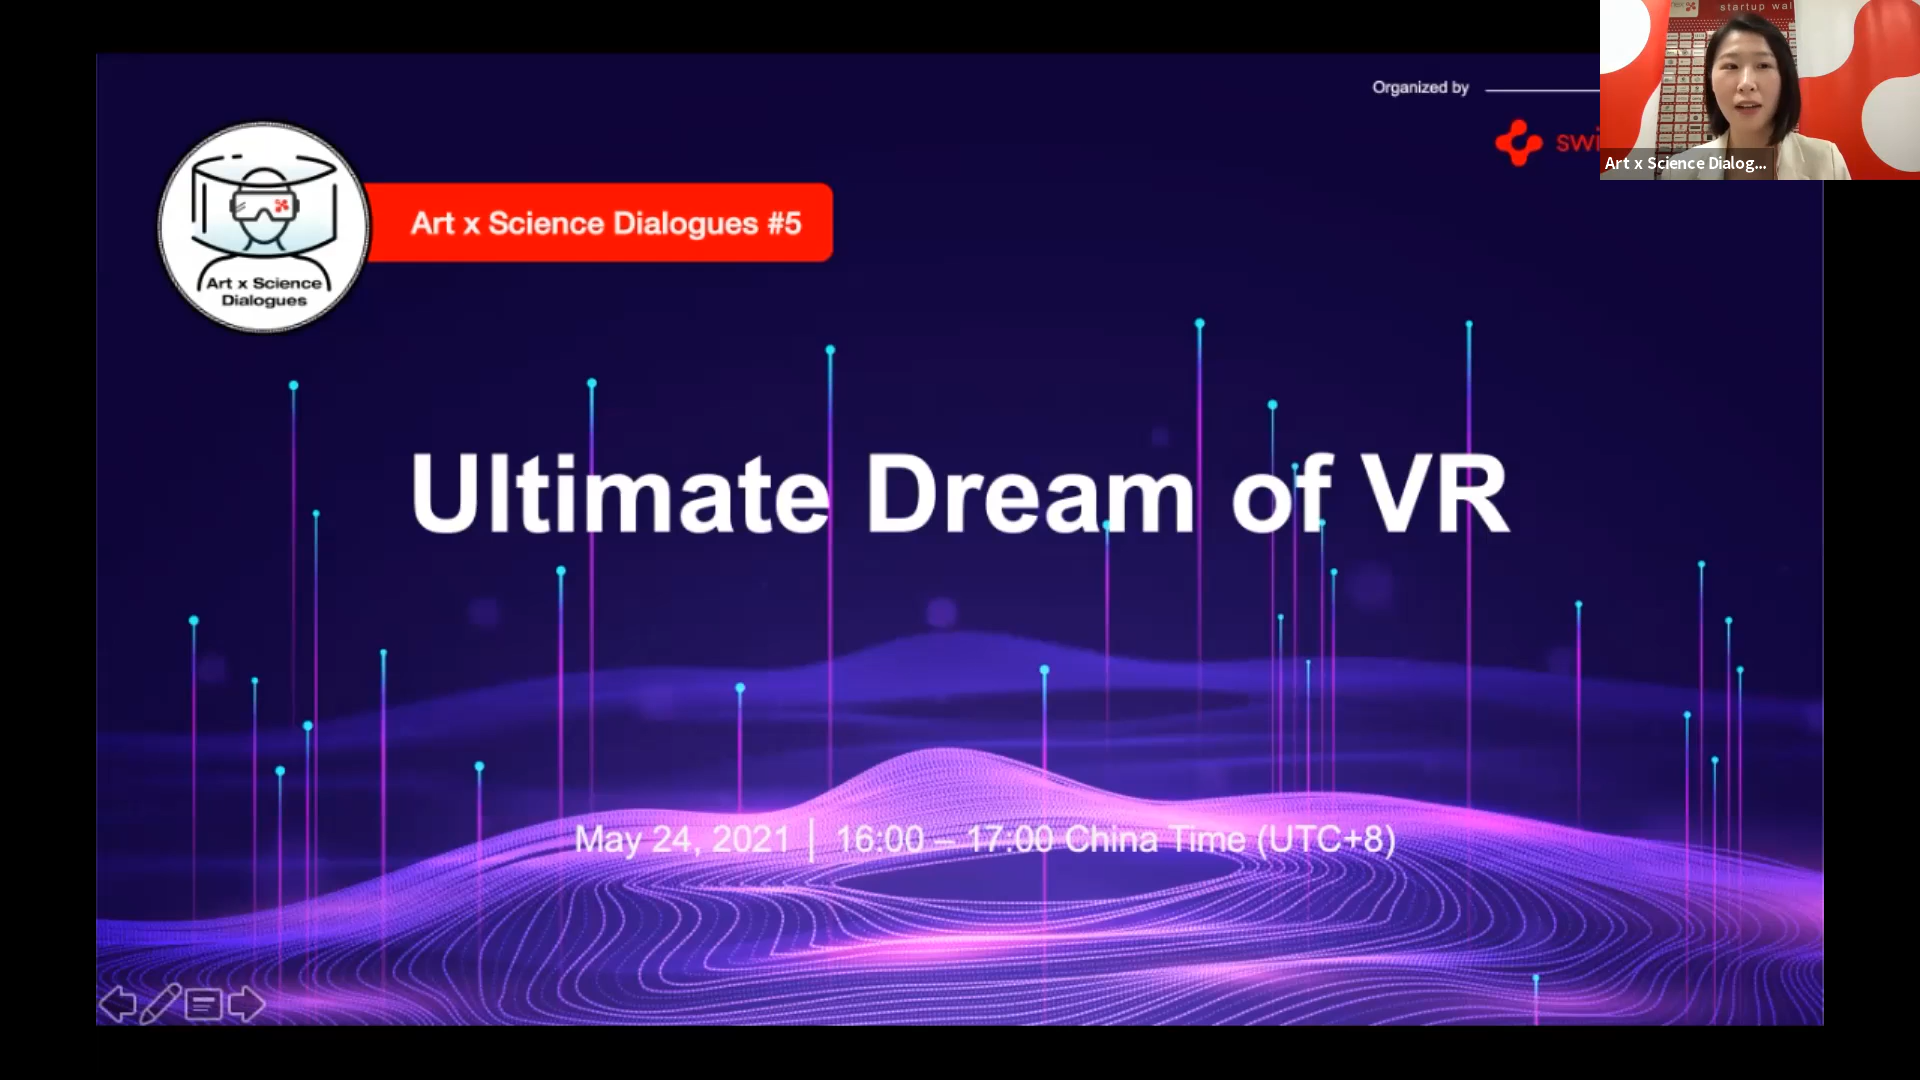 startup wal
Organized by
swi
Art x Science Dialog...
Art x Science Dialogues #5
Art x Science
Dialogues
Ultimate Dream of VR
May 24, 2021 | 16:00 – 17:00 China Time (UTC+8)